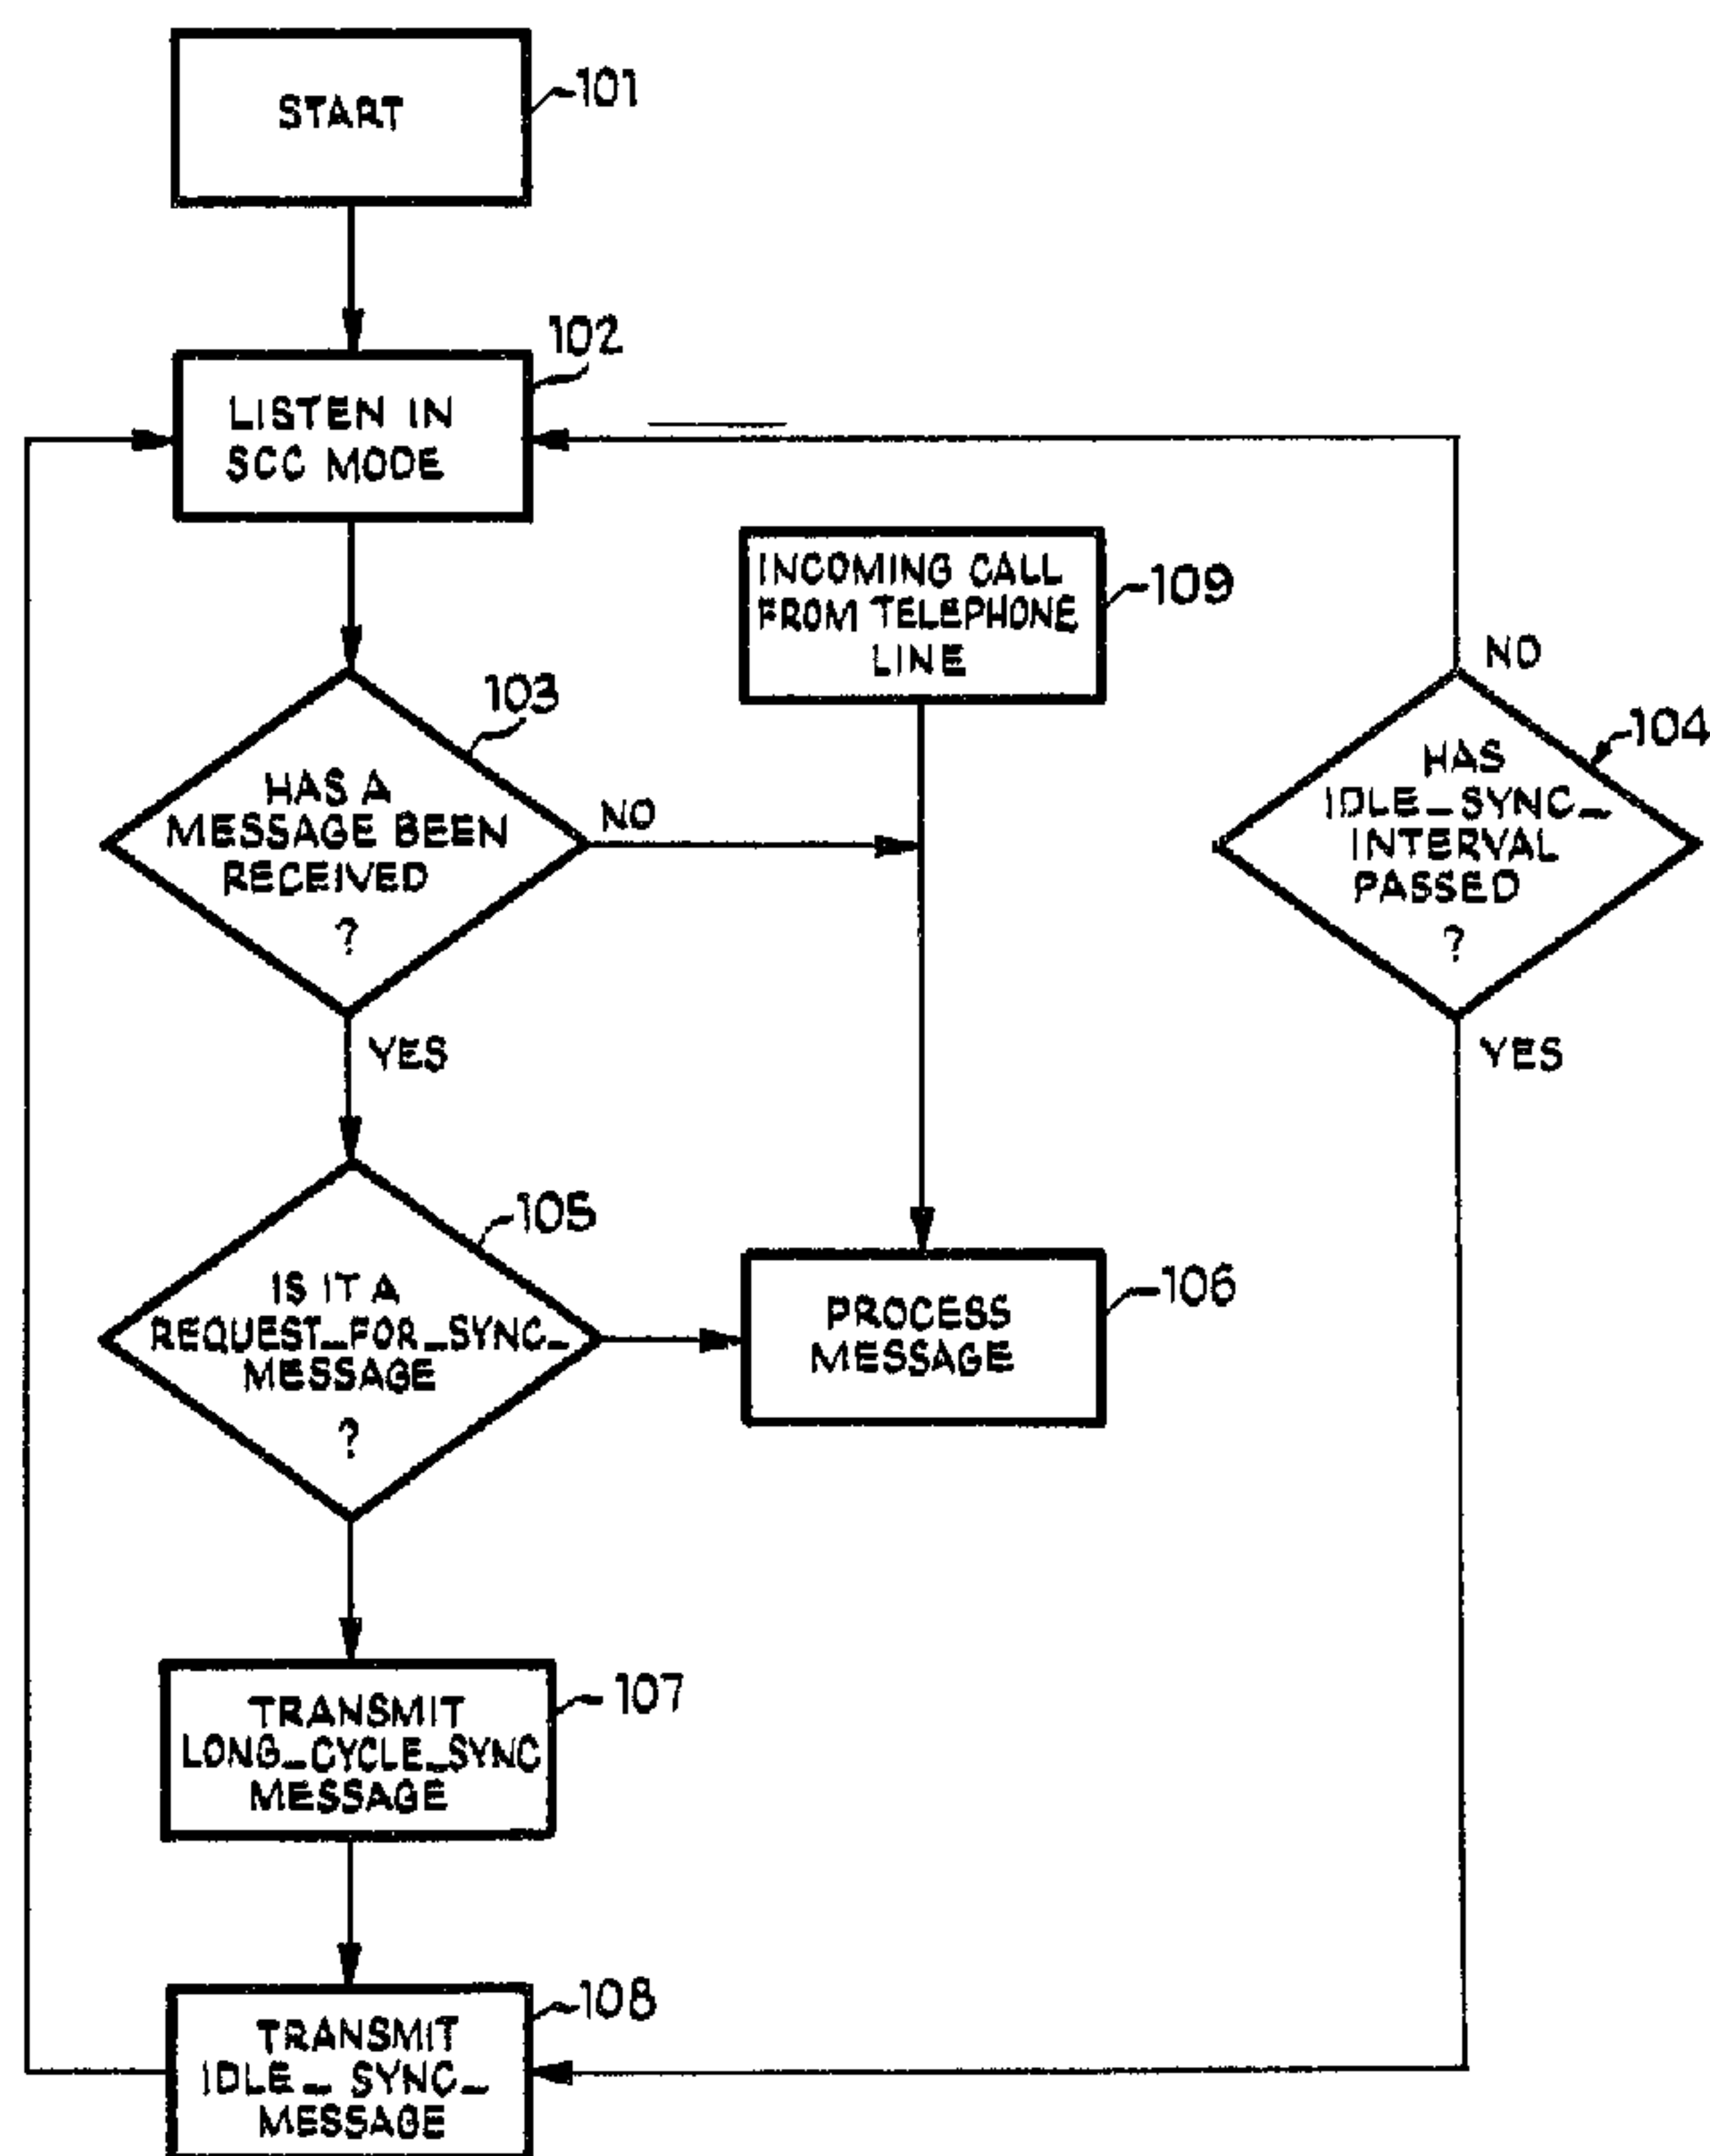 START
101
102
LISTEN IN
SCC MODE
INCOMING CALL
FROM TELEPHONE
LINE
109
NO
103
104
HAS A
MESSAGE BEEN
RECEIVED
?
NO
HAS
IDLE_SYNC_
INTERVAL
PASSED
?
YES
YES
105
IS IT A
REQUEST_FOR_SYNC_
MESSAGE
?
106
PROCESS
MESSAGE
107
TRANSMIT
LONG_CYCLE_SYNC
MESSAGE
108
TRANSMIT
IDLE_ SYNC_
MESSAGE